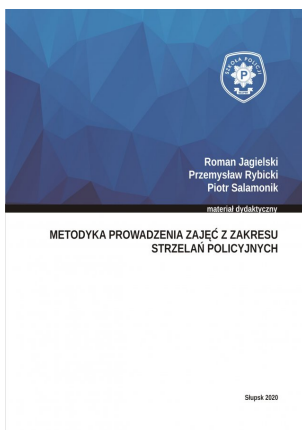 SZKOŁA POLICJI
P
Roman Jagielski
Przemysław Rybicki
Piotr Salamonik
materiał dydaktyczny
METODYKA PROWADZENIA ZAJĘĆ Z ZAKRESU
STRZELAŃ POLICYJNYCH
Słupsk 2020